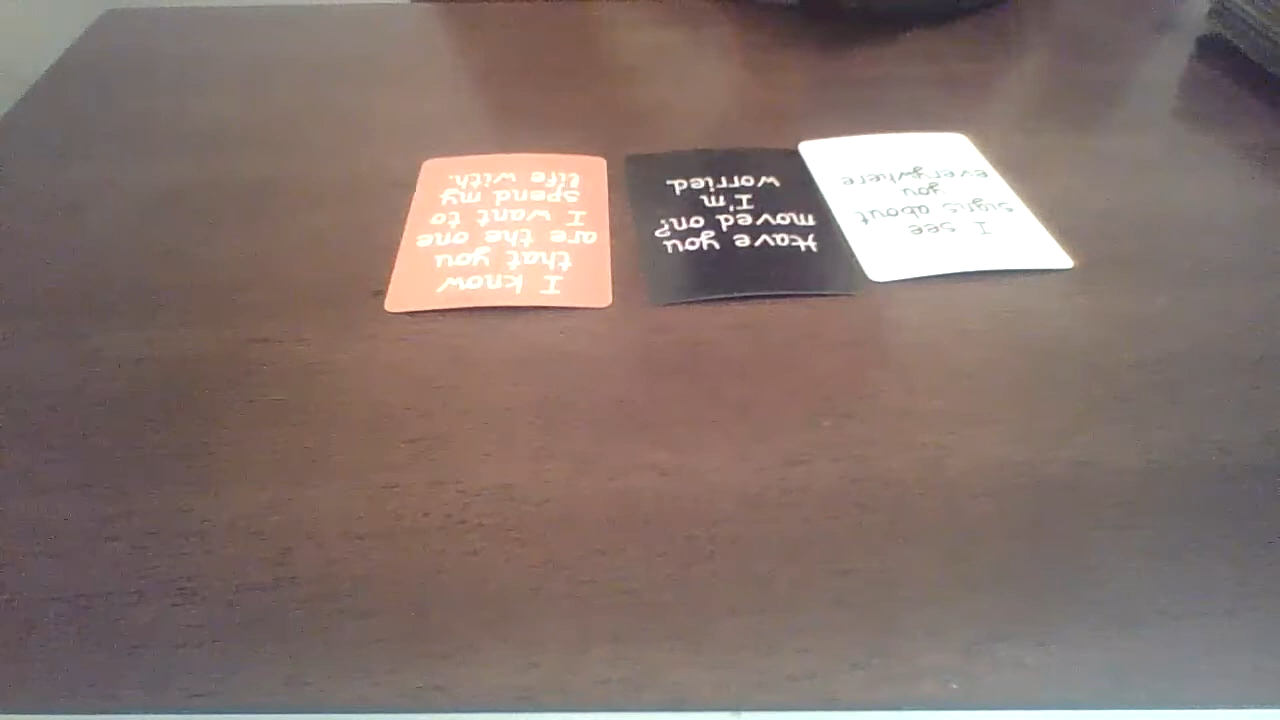 I know
that you
are the one
I want to
spend my
life with.
Have you
moved on?
I'm
worried
I see
signs about
you
everywhere